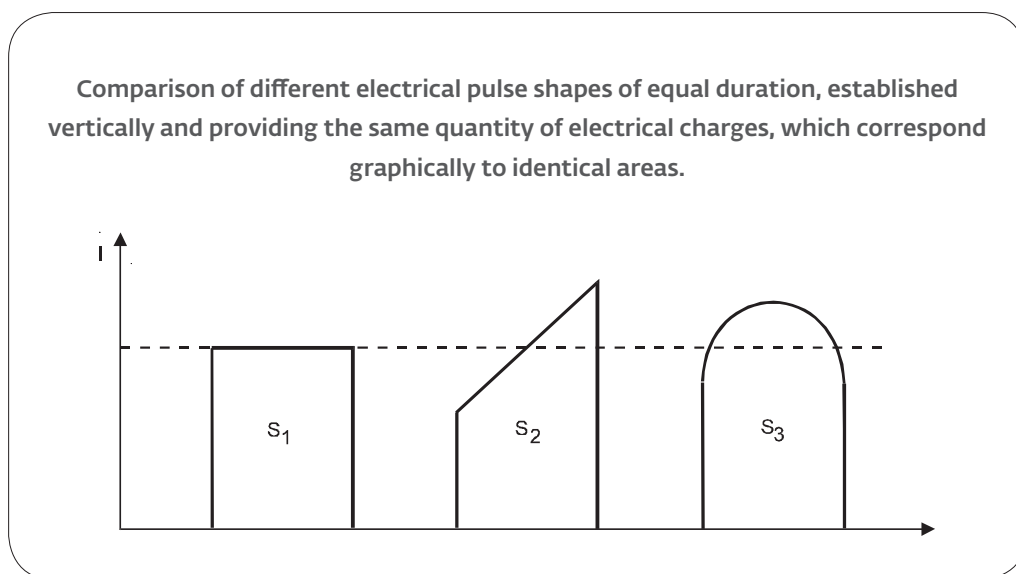 Comparison of different electrical pulse shapes of equal duration, established
vertically and providing the same quantity of electrical charges, which correspond
graphically to identical areas.
i
S1
S2
S3